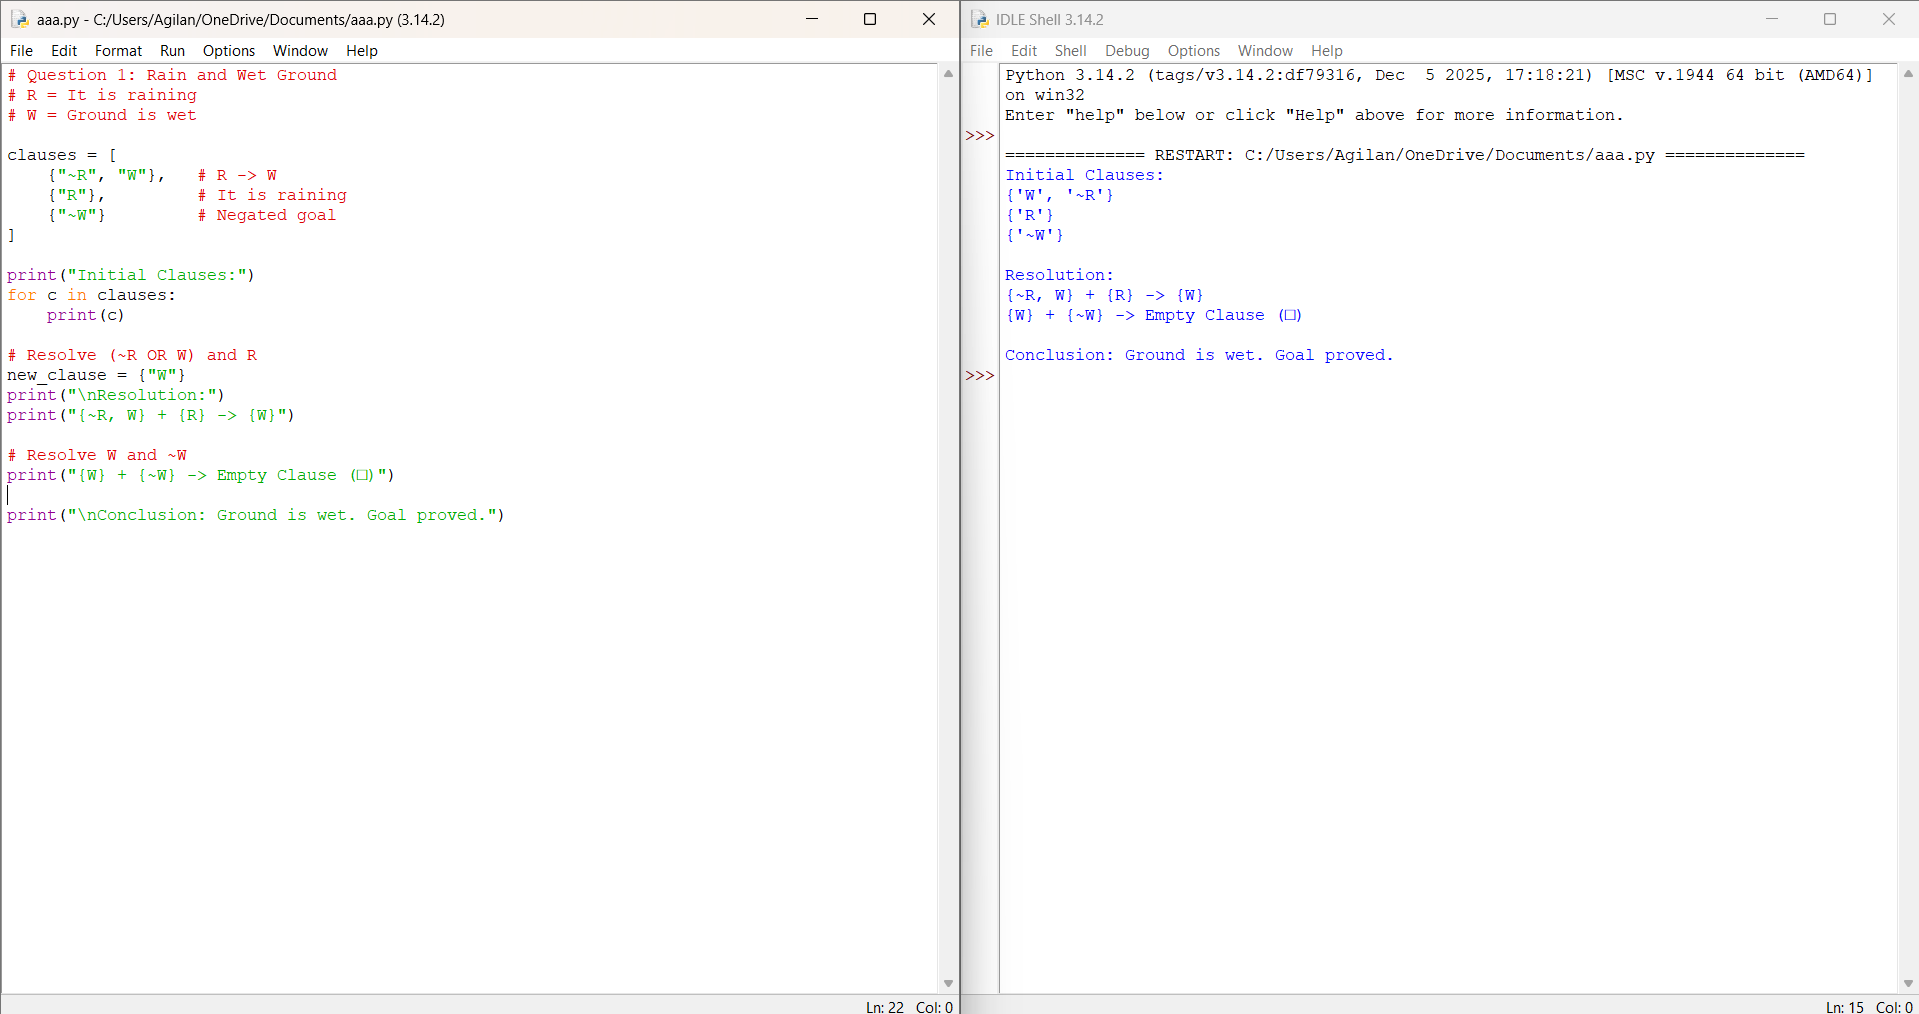 aaa.py - C:/Users/Agilan/OneDrive/Documents/aaa.py (3.14.2)
File Edit Format Run Options Window Help
# Question 1: Rain and Wet Ground
# R = It is raining
# W = Ground is wet
clauses = [
    {"~R", "W"},   # R -> W
    {"R"},         # It is raining
    {"~W"}         # Negated goal
]
print("Initial Clauses:")
for c in clauses:
    print(c)
# Resolve (~R OR W) and R
new_clause = {"W"}
print("\nResolution:")
print("{~R, W} + {R} -> {W}")
# Resolve W and ~W
print("{W} + {~W} -> Empty Clause (□)")
print("\nConclusion: Ground is wet. Goal proved.")
Ln: 22 Col: 0
IDLE Shell 3.14.2
File Edit Shell Debug Options Window Help
Python 3.14.2 (tags/v3.14.2:df79316, Dec  5 2025, 17:18:21) [MSC v.1944 64 bit (AMD64)]
on win32
Enter "help" below or click "Help" above for more information.
>>>
============== RESTART: C:/Users/Agilan/OneDrive/Documents/aaa.py ==============
Initial Clauses:
{'W', '~R'}
{'R'}
{'~W'}
Resolution:
{~R, W} + {R} -> {W}
{W} + {~W} -> Empty Clause (□)
Conclusion: Ground is wet. Goal proved.
>>>
Ln: 15 Col: 0